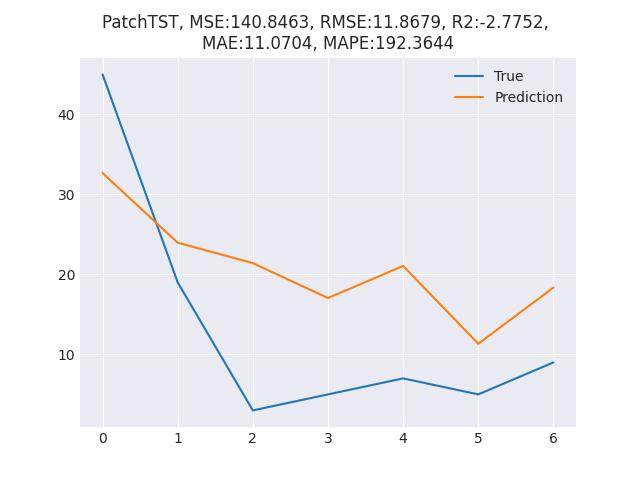 PatchTST, MSE:140.8463, RMSE:11.8679, R2:-2.7752,
MAE:11.0704, MAPE:192.3644
True
Prediction
40
30
20
10
0 1 2 3 4 5 6